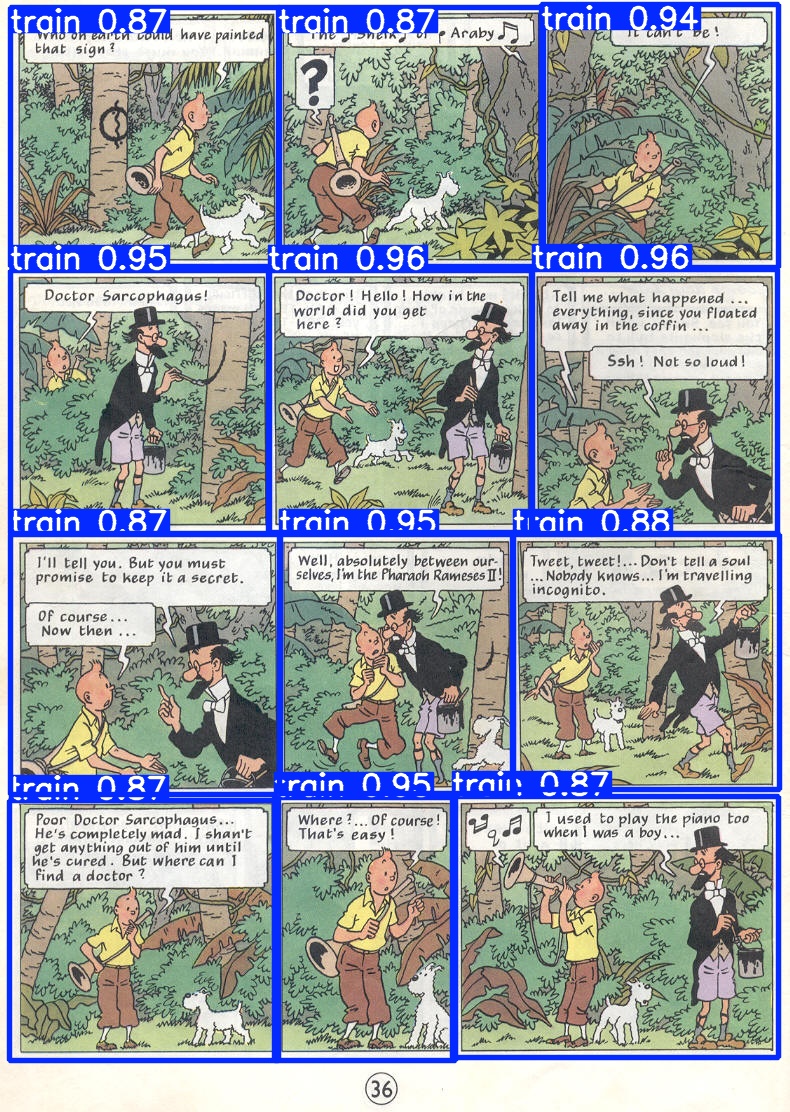 train 0.87
Who on earth could have painted
that sign?
train 0.87
The ♪ Sheik ♪ of ♪ Araby ♫
?
train 0.94
It can't be!
train 0.95
Doctor Sarcophagus!
train 0.96
Doctor! Hello! How in the
world did you get
here?
train 0.96
Tell me what happened ...
everything, since you floated
away in the coffin ...
Ssh! Not so loud!
train 0.87
I'll tell you. But you must
promise to keep it a secret.
Of course...
Now then ...
train 0.95
Well, absolutely between our-
selves, I'm the Pharaoh Rameses II!
train 0.88
Tweet, tweet!... Don't tell a soul
...Nobody knows... I'm travelling
incognito.
train 0.87
Poor Doctor Sarcophagus...
He's completely mad. I shan't
get anything out of him until
he's cured. But where can I
find a doctor?
train 0.95
Where?... Of course!
That's easy!
train 0.87
I used to play the piano too
when I was a boy...
36